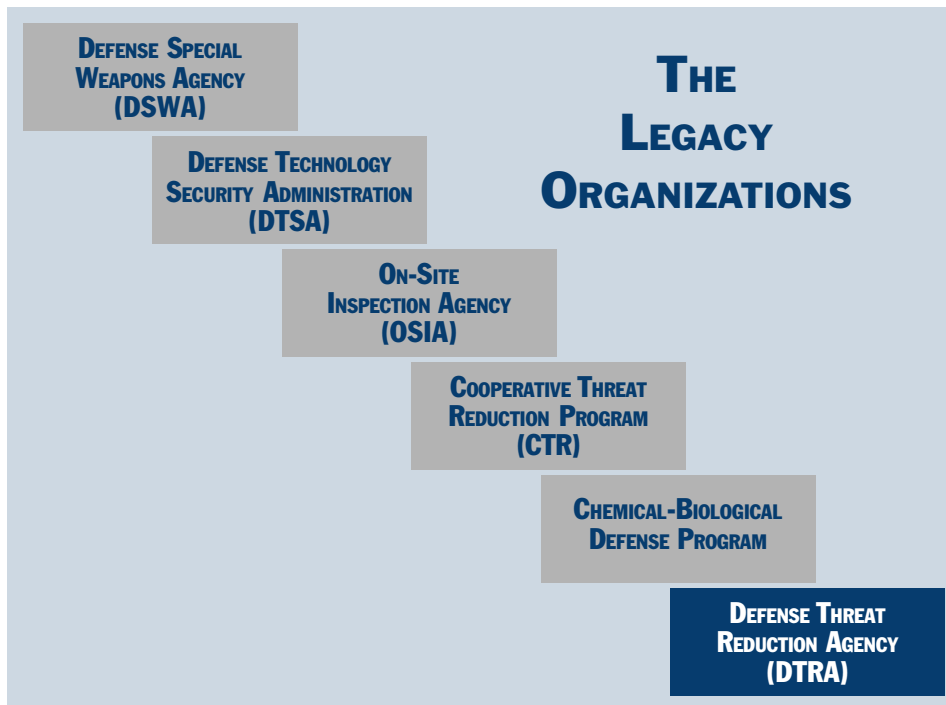 Defense Special
Weapons Agency
(DSWA)
The
Legacy
Organizations
Defense Technology
Security Administration
(DTSA)
On-Site
Inspection Agency
(OSIA)
Cooperative Threat
Reduction Program
(CTR)
Chemical-Biological
Defense Program
Defense Threat
Reduction Agency
(DTRA)